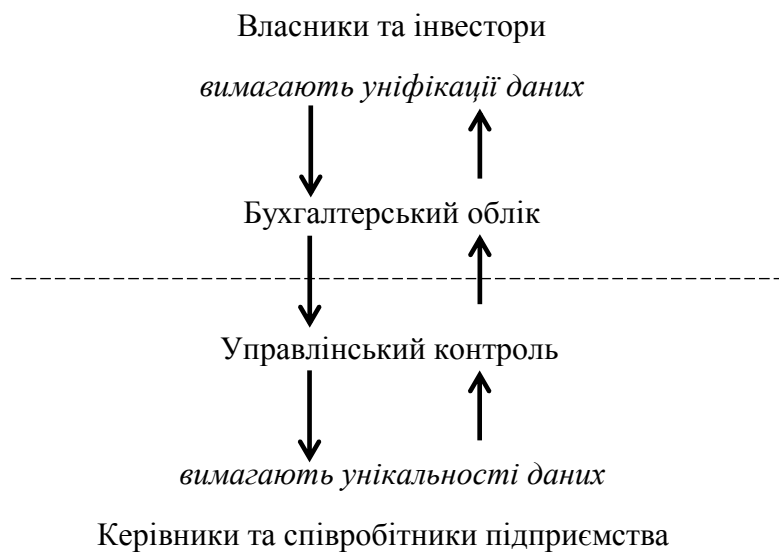 Власники та інвестори
вимагають уніфікації даних
Бухгалтерський облік
Управлінський контроль
вимагають унікальності даних
Керівники та співробітники підприємства